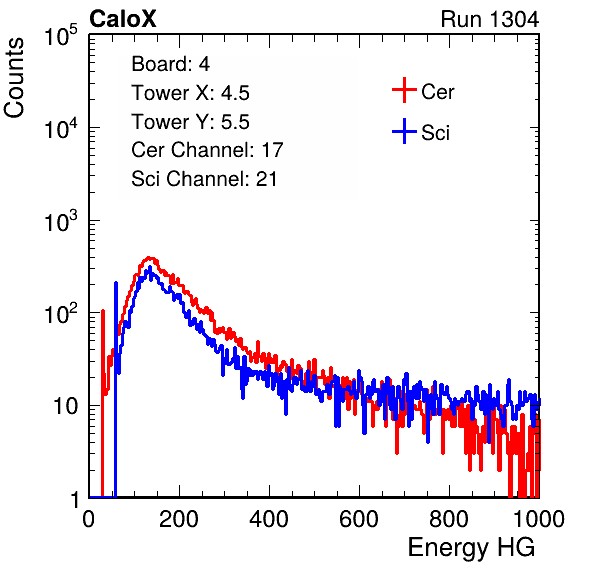 CaloX Run 1304
Counts
Board: 4
Tower X: 4.5
Tower Y: 5.5
Cer Channel: 17
Sci Channel: 21
Cer
Sci
10^5
10^4
10^3
10^2
10
1
0 200 400 600 800 1000
Energy HG